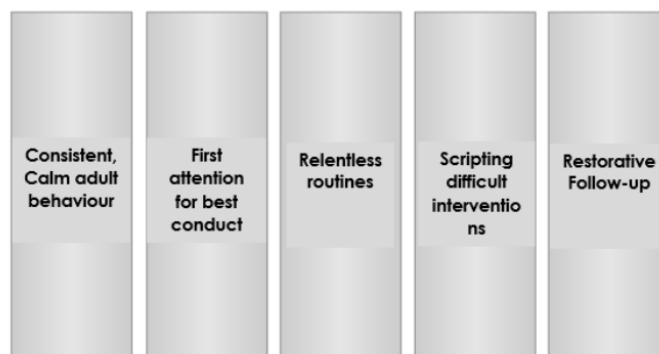 Consistent,
Calm adult
behaviour
First
attention
for best
conduct
Relentless
routines
Scripting
difficult
interventio
ns
Restorative
Follow-up